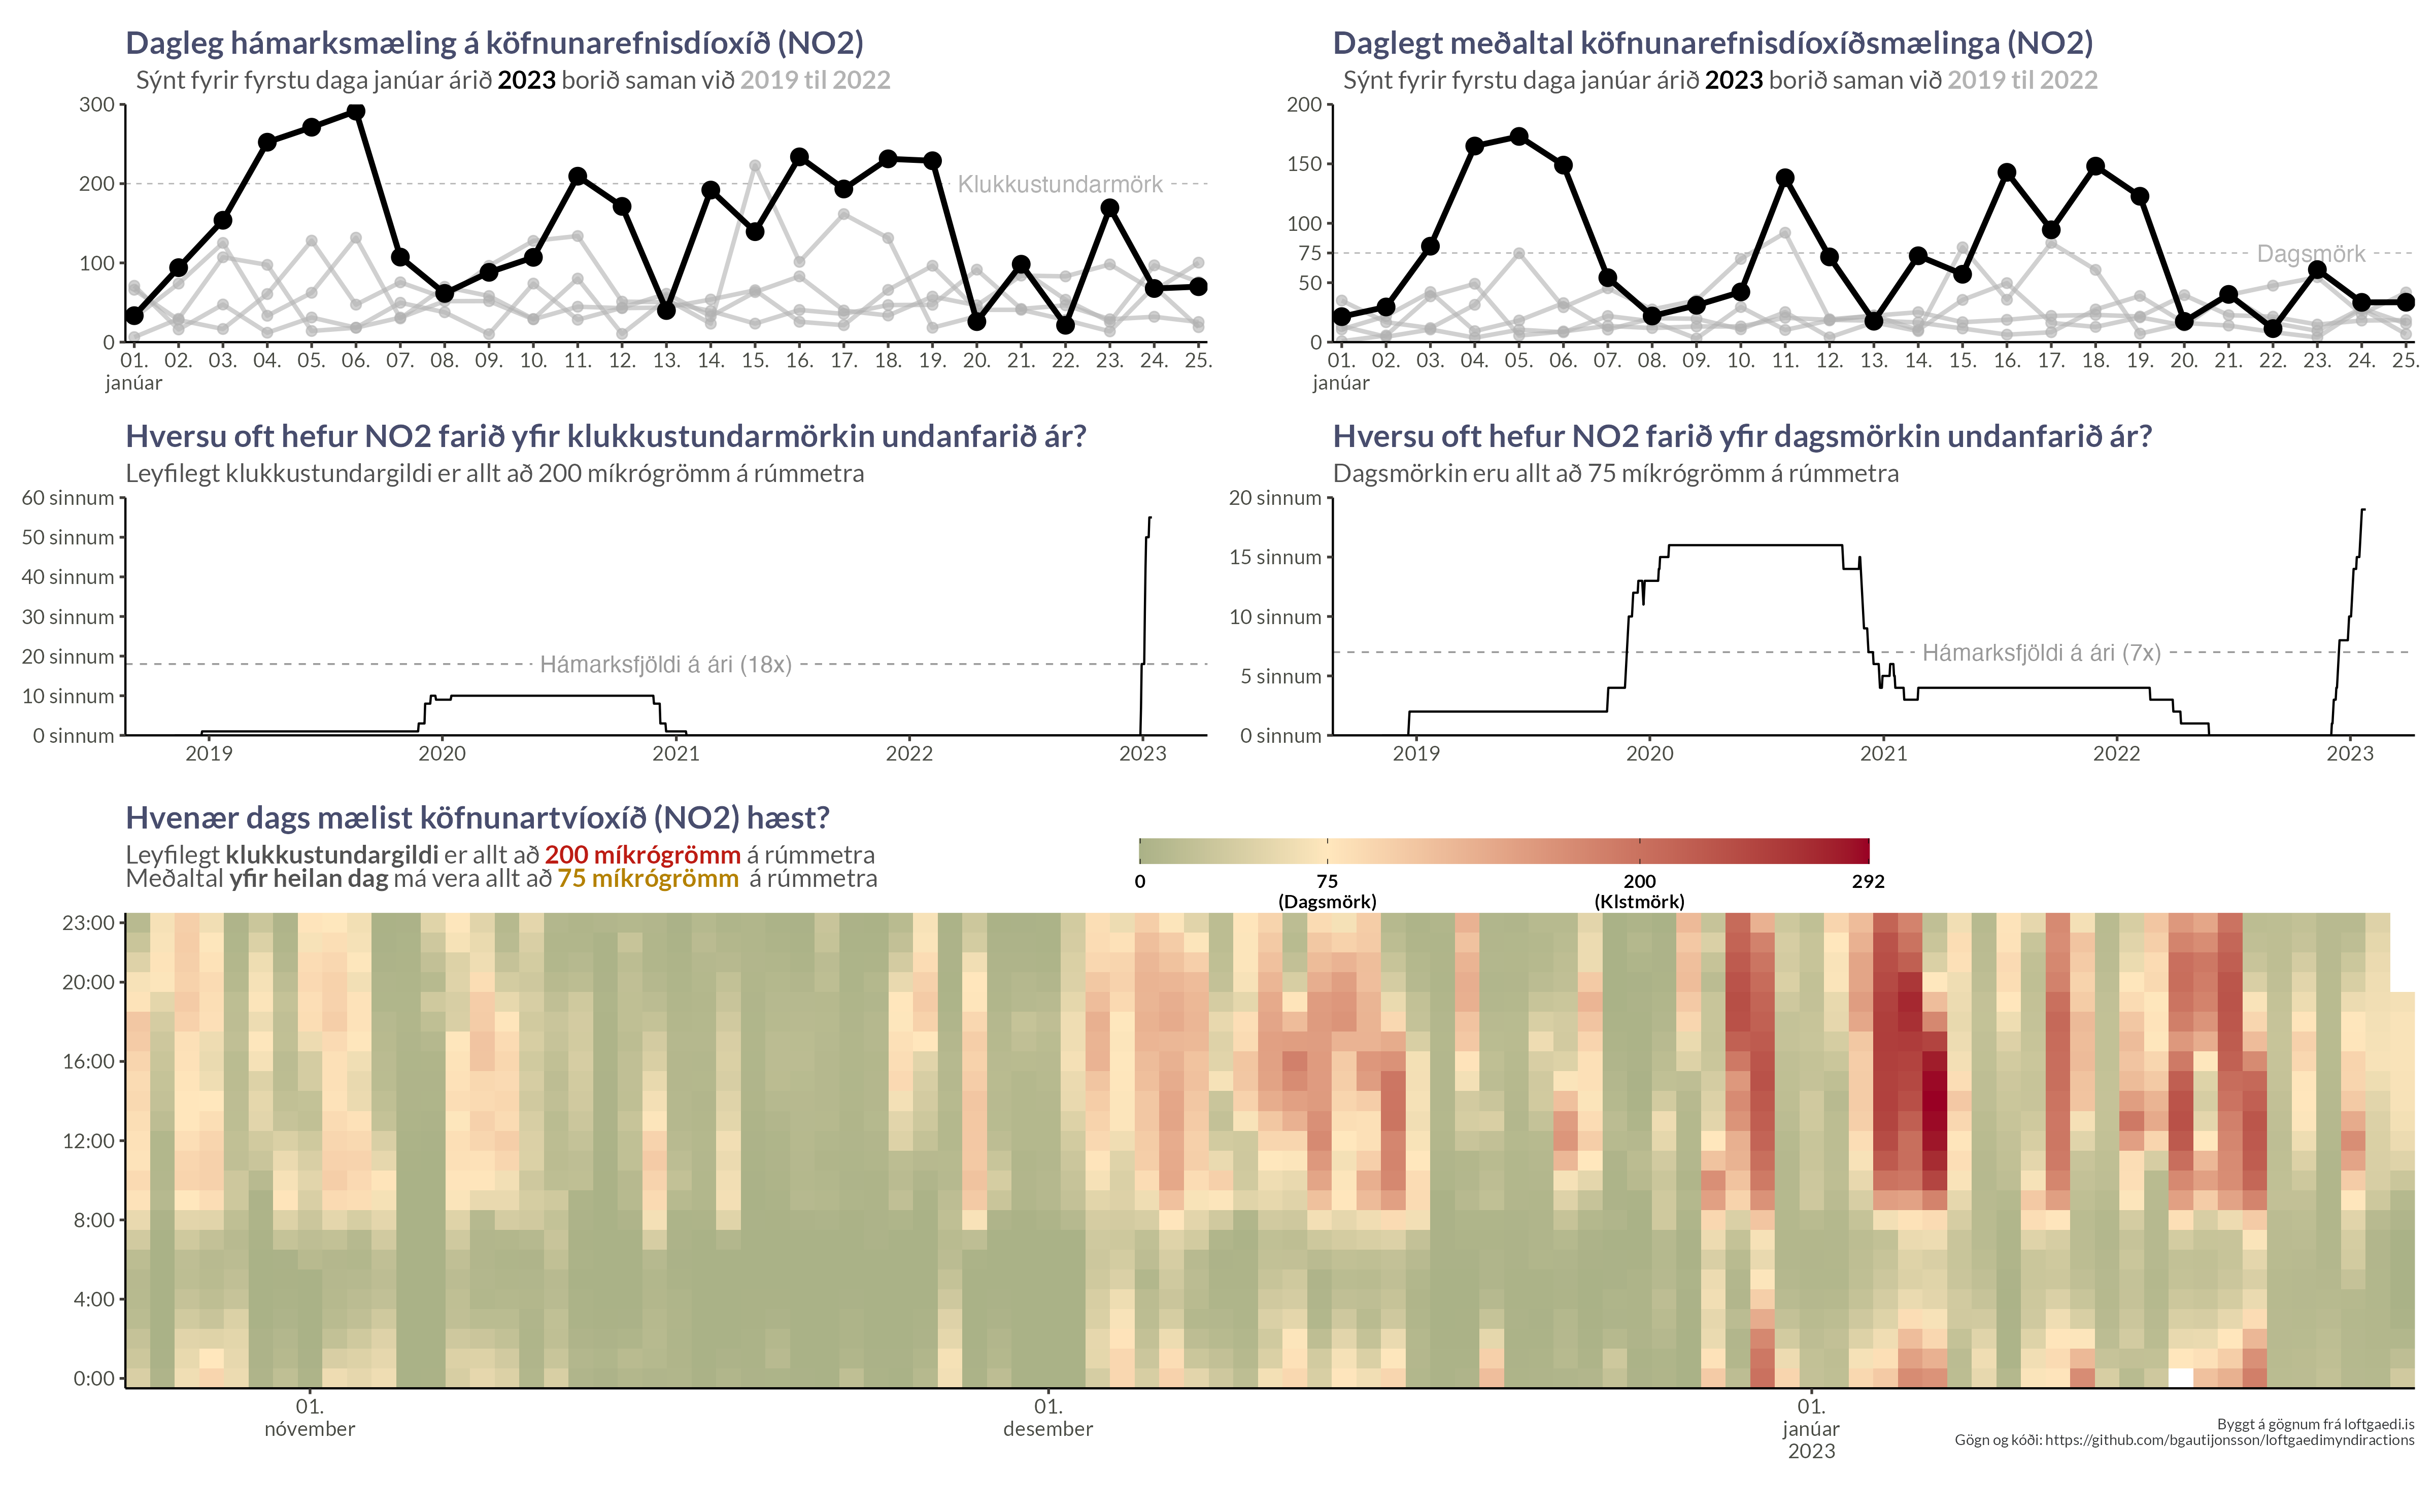 Dagleg hámarksmæling á köfnunarefnisdíoxíð (NO2)
Sýnt fyrir fyrstu daga janúar árið 2023 borið saman við 2019 til 2022
300
200
100
0
Klukkustundarmörk
01. 02. 03. 04. 05. 06. 07. 08. 09. 10. 11. 12. 13. 14. 15. 16. 17. 18. 19. 20. 21. 22. 23. 24. 25.
janúar
Daglegt meðaltal köfnunarefnisdíoxíðsmælinga (NO2)
Sýnt fyrir fyrstu daga janúar árið 2023 borið saman við 2019 til 2022
200
150
100
75
50
0
Dagsmörk
01. 02. 03. 04. 05. 06. 07. 08. 09. 10. 11. 12. 13. 14. 15. 16. 17. 18. 19. 20. 21. 22. 23. 24. 25.
janúar
Hversu oft hefur NO2 farið yfir klukkustundarmörkin undanfarið ár?
Leyfilegt klukkustundargildi er allt að 200 míkrógrömm á rúmmetra
60 sinnum
50 sinnum
40 sinnum
30 sinnum
20 sinnum
10 sinnum
0 sinnum
Hámarksfjöldi á ári (18x)
2019 2020 2021 2022 2023
Hversu oft hefur NO2 farið yfir dagsmörkin undanfarið ár?
Dagsmörkin eru allt að 75 míkrógrömm á rúmmetra
20 sinnum
15 sinnum
10 sinnum
5 sinnum
0 sinnum
Hámarksfjöldi á ári (7x)
2019 2020 2021 2022 2023
Hvenær dags mælist köfnunartvíoxíð (NO2) hæst?
Leyfilegt klukkustundargildi er allt að 200 míkrógrömm á rúmmetra
Meðaltal yfir heilan dag má vera allt að 75 míkrógrömm á rúmmetra
0 75 200 292
(Dagsmörk) (Klstmörk)
23:00
20:00
16:00
12:00
8:00
4:00
0:00
01. 01. 01.
nóvember desember janúar
2023
Byggt á gögnum frá loftgaedi.is
Gögn og kóði: https://github.com/bgautijonsson/loftgaedimyndiractions